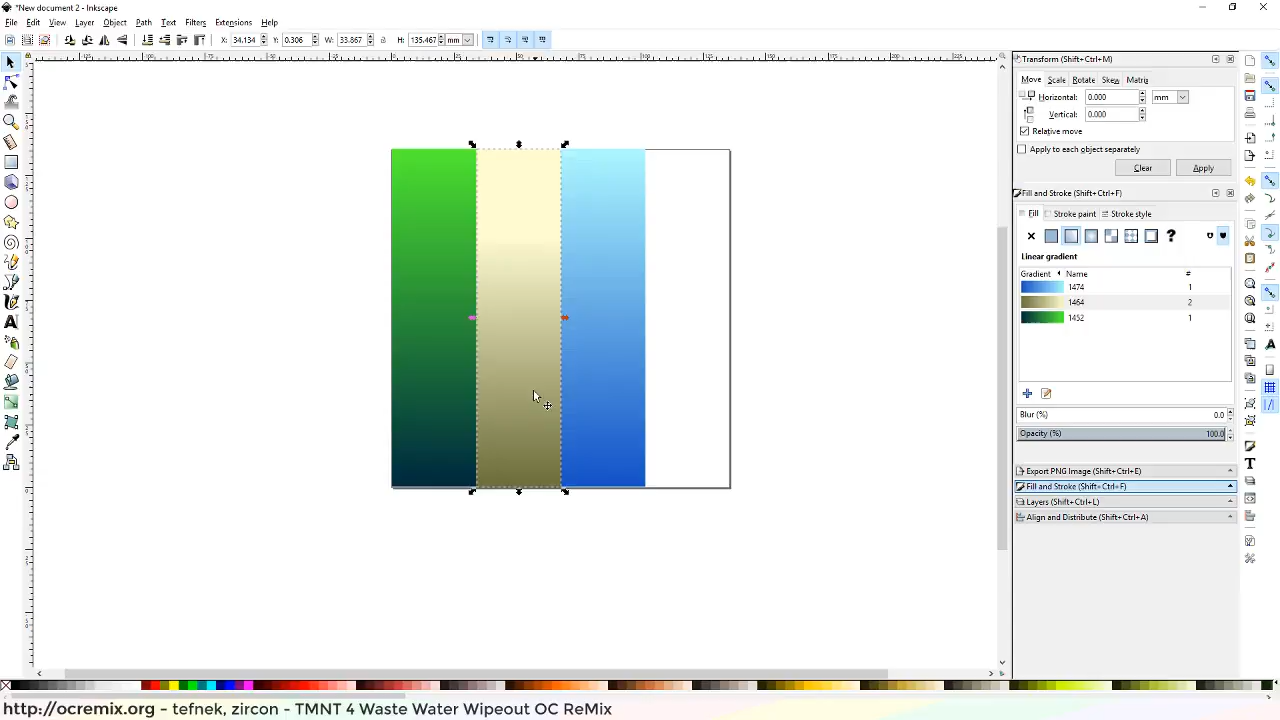 *New document 2 - Inkscape
File Edit View Layer Object Path Text Filters Extensions Help
X: 34.134 Y: 0.306 W: 33.867 H: 135.467 mm
Transform (Shift+Ctrl+M)
Move Scale Rotate Skew Matrix
Horizontal: 0.000 mm
Vertical: 0.000
Relative move
Apply to each object separately
Clear Apply
Fill and Stroke (Shift+Ctrl+F)
Fill Stroke paint Stroke style
Linear gradient
Gradient Name #
1474 1
1464 2
1452 1
Blur (%) 0.0
Opacity (%) 100.0
Export PNG Image (Shift+Ctrl+E)
Fill and Stroke (Shift+Ctrl+F)
Layers (Shift+Ctrl+L)
Align and Distribute (Shift+Ctrl+A)
http://ocremix.org - tefnek, zircon - TMNT 4 Waste Water Wipeout OC ReMix